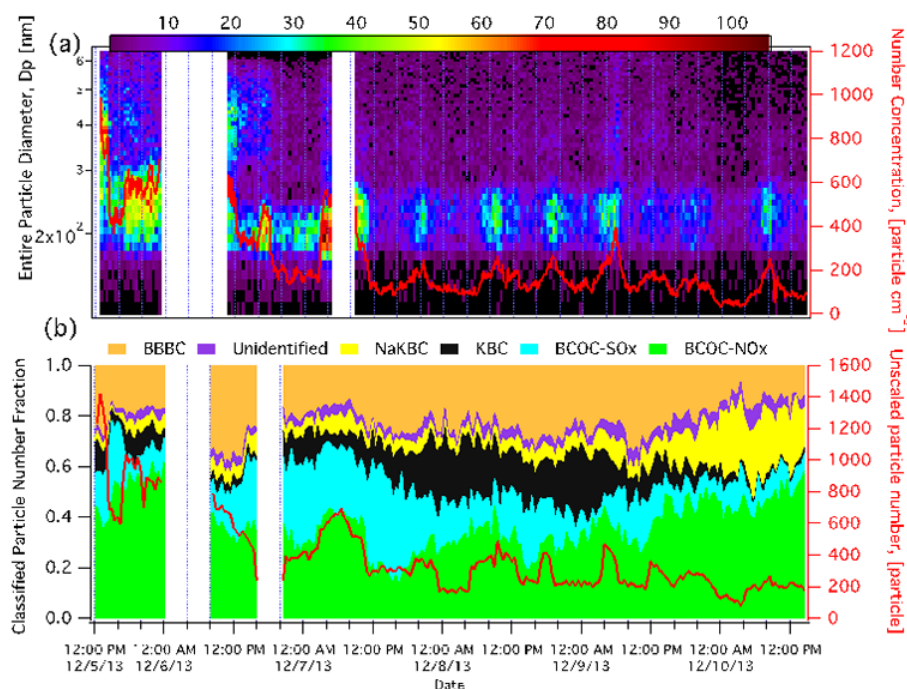 10 20 30 40 50 60 70 80 90 100
(a)
Entire Particle Diameter, Dp [nm]
6
5
4
3
2x10²
Number Concentration, [particle cm⁻³]
1200
1000
800
600
400
200
0
(b)
BBBC Unidentified NaKBC KBC BCOC-SOx BCOC-NOx
Classified Particle Number Fraction
1.0
0.8
0.6
0.4
0.2
0.0
Unscaled particle number, [particle]
1600
1400
1200
1000
800
600
400
200
0
12:00 PM 12:00 AM 12:00 PM 12:00 AM 12:00 PM 12:00 AM 12:00 PM 12:00 AM 12:00 PM 12:00 AM 12:00 PM
12/5/13 12/6/13 12/7/13 12/8/13 12/9/13 12/10/13
Date